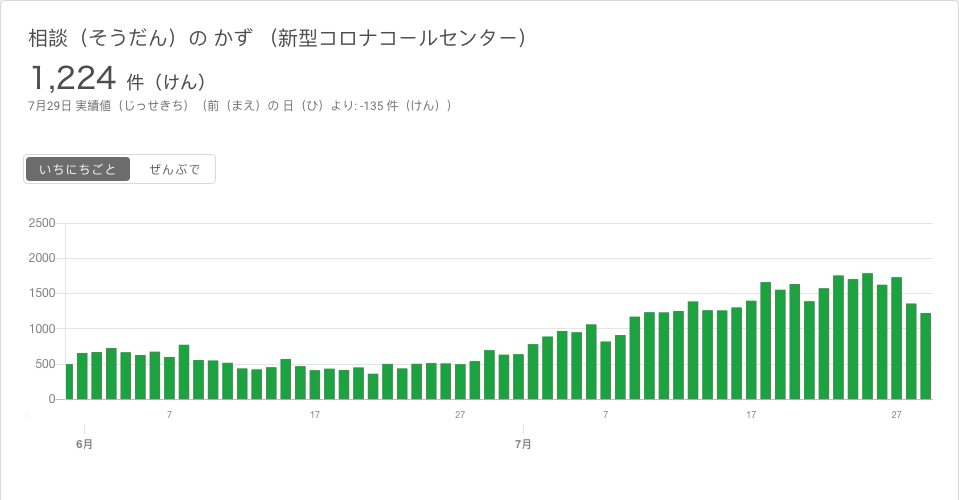 相談（そうだん）の かず （新型コロナコールセンター）
1,224 件（けん）
7月29日 実績値（じっせきち）（前（まえ）の 日（ひ）より: -135 件（けん））
いちにちごと ぜんぶで
2500
2000
1500
1000
500
0
7 17 27 7 17 27
6月 7月